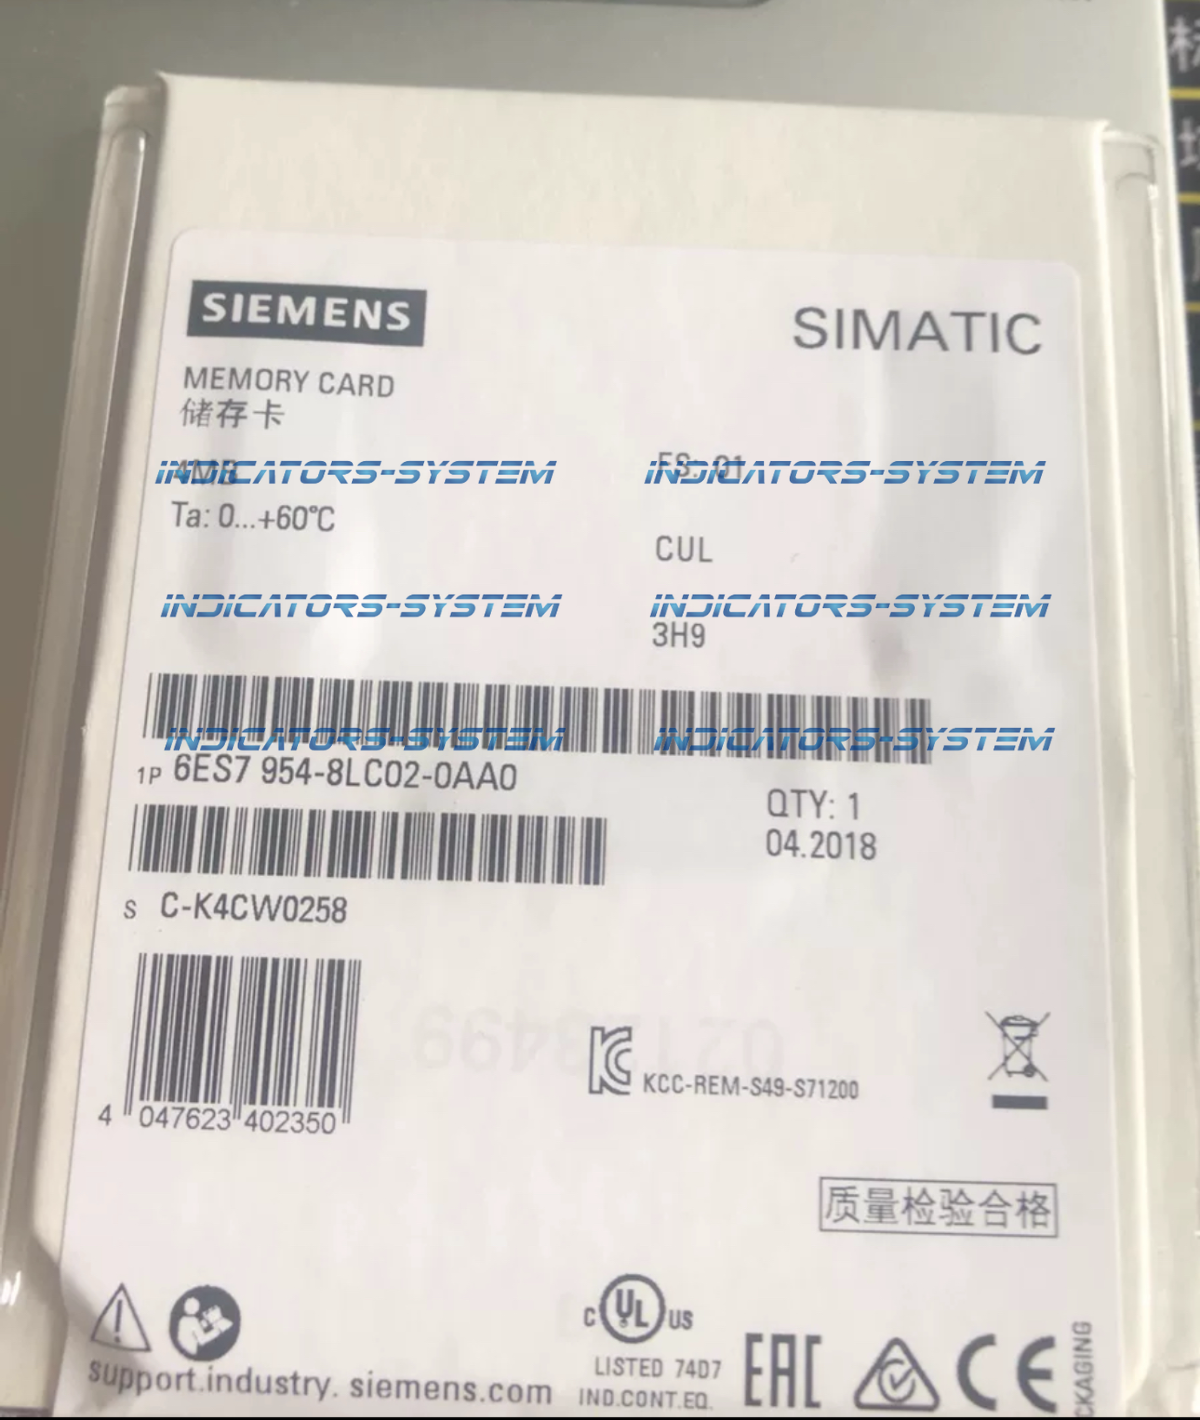 SIEMENS
SIMATIC
MEMORY CARD
储存卡
4MB
FS: 01
INDICATORS-SYSTEM INDICATORS-SYSTEM
Ta: 0...+60°C
CUL
INDICATORS-SYSTEM INDICATORS-SYSTEM
3H9
INDICATORS-SYSTEM INDICATORS-SYSTEM
1P 6ES7 954-8LC02-0AA0
QTY: 1
04.2018
S C-K4CW0258
KCC-REM-S49-S71200
4 047623 402350
质量检验合格
C UL US
LISTED 74D7
IND.CONT.EQ.
EAC
CE
support.industry. siemens.com